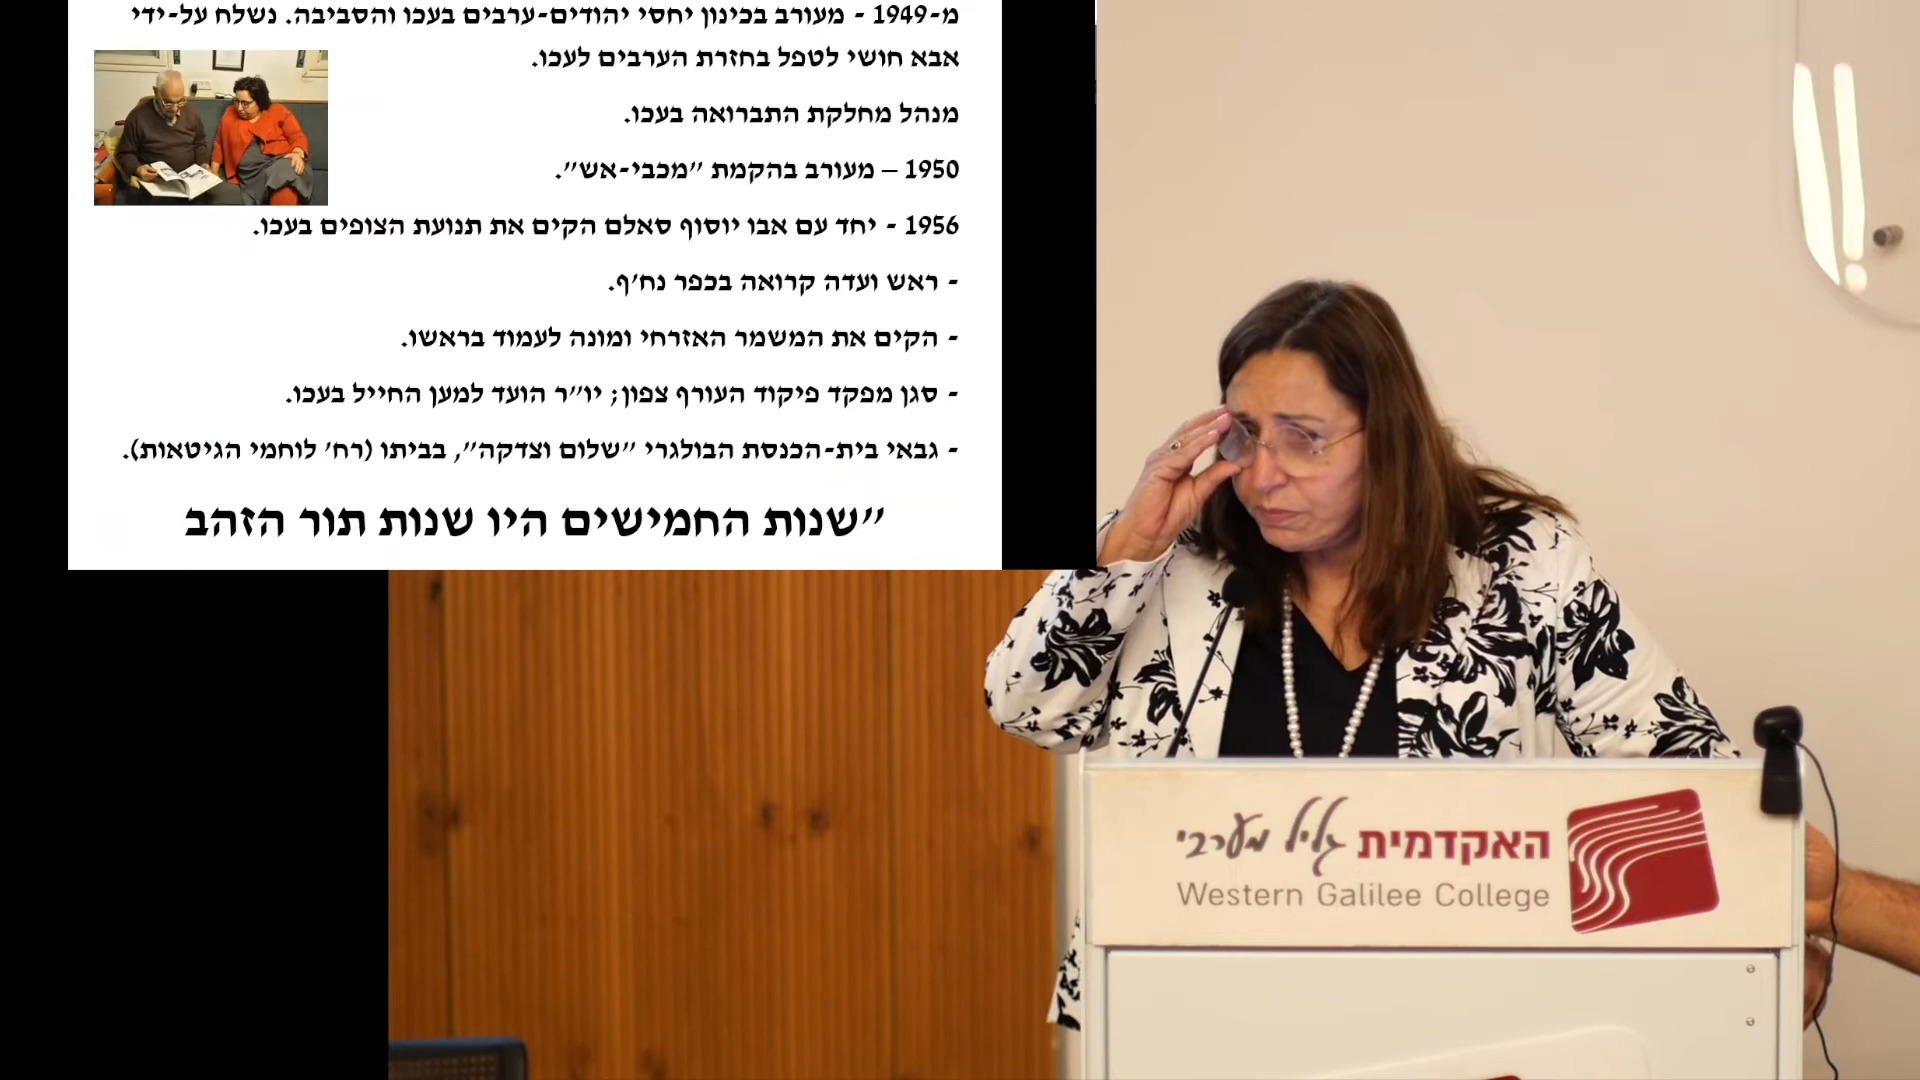 מ-1949 - מעורב בכינון יחסי יהודים-ערבים בעכו והסביבה. נשלח על-ידי
אבא חושי לטפל בחזרת הערבים לעכו.
מנהל מחלקת התברואה בעכו.
1950 – מעורב בהקמת "מכבי-אש".
1956 - יחד עם אבו יוסוף סאלם הקים את תנועת הצופים בעכו.
- ראש ועדה קרואה בכפר נח'ף.
- הקים את המשמר האזרחי ומונה לעמוד בראשו.
- סגן מפקד פיקוד העורף צפון; יו"ר הועד למען החייל בעכו.
- גבאי בית-הכנסת הבולגרי "שלום וצדקה", בביתו (רח' לוחמי הגיטאות).
"שנות החמישים היו שנות תור הזהב
האקדמית גליל מערבי
Western Galilee College